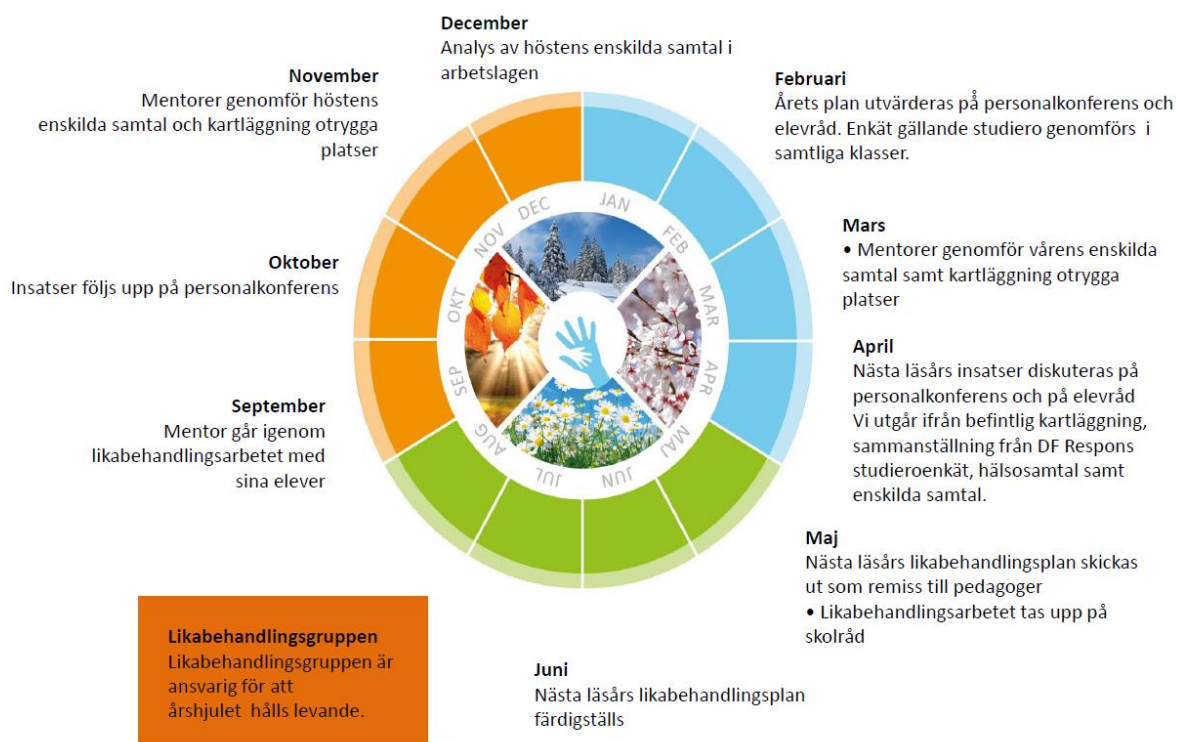 December
Analys av höstens enskilda samtal i
arbetslagen
November
Mentorer genomför höstens
enskilda samtal och kartläggning otrygga
platser
Februari
Årets plan utvärderas på personalkonferens och
elevråd. Enkät gällande studiero genomförs i
samtliga klasser.
Mars
• Mentorer genomför vårens enskilda
samtal samt kartläggning otrygga
platser
Oktober
Insatser följs upp på personalkonferens
April
Nästa läsårs insatser diskuteras på
personalkonferens och på elevråd
Vi utgår ifrån befintlig kartläggning,
sammanställning från DF Respons
studieroenkät, hälsosamtal samt
enskilda samtal.
September
Mentor går igenom
likabehandlingsarbetet med
sina elever
Maj
Nästa läsårs likabehandlingsplan skickas
ut som remiss till pedagoger
• Likabehandlingsarbetet tas upp på
skolråd
Juni
Nästa läsårs likabehandlingsplan
färdigställs
Likabehandlingsgruppen
Likabehandlingsgruppen är
ansvarig för att
årshjulet hålls levande.
JAN
FEB
MAR
APR
MAJ
JUN
JUL
AUG
SEP
OKT
NOV
DEC